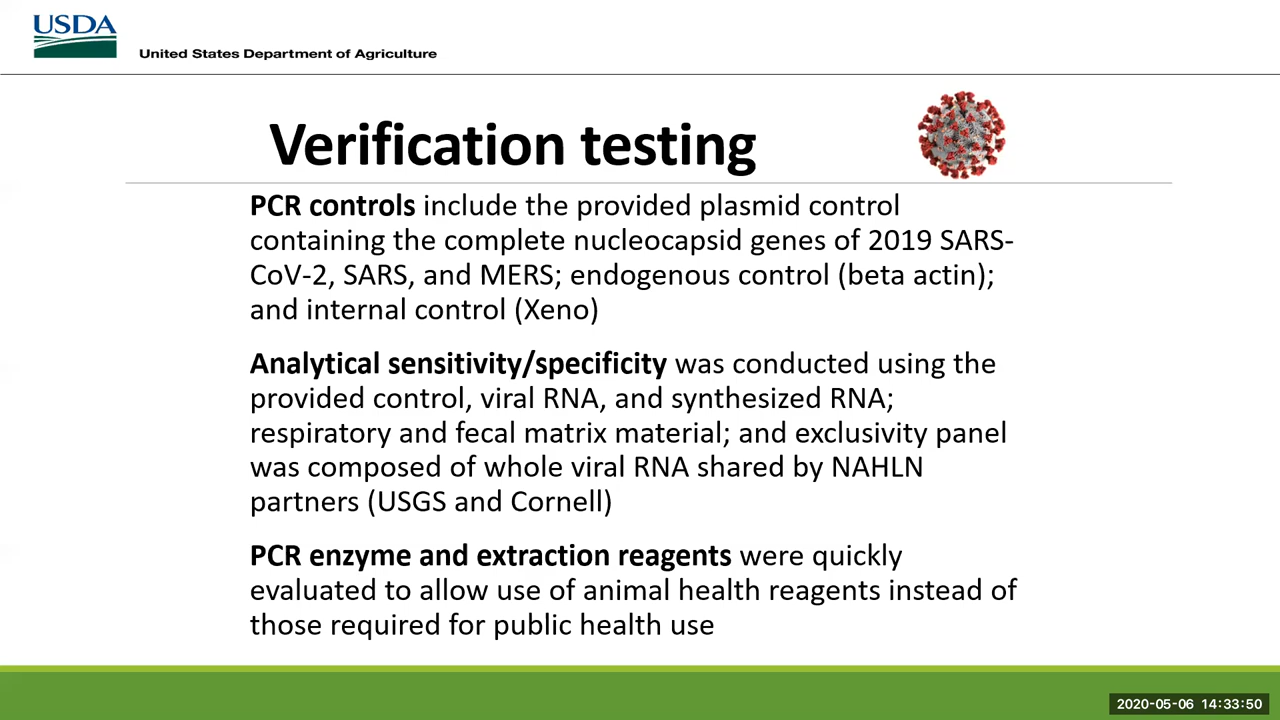 USDA
United States Department of Agriculture
Verification testing
PCR controls include the provided plasmid control
containing the complete nucleocapsid genes of 2019 SARS-
CoV-2, SARS, and MERS; endogenous control (beta actin);
and internal control (Xeno)
Analytical sensitivity/specificity was conducted using the
provided control, viral RNA, and synthesized RNA;
respiratory and fecal matrix material; and exclusivity panel
was composed of whole viral RNA shared by NAHLN
partners (USGS and Cornell)
PCR enzyme and extraction reagents were quickly
evaluated to allow use of animal health reagents instead of
those required for public health use
2020-05-06 14:33:50